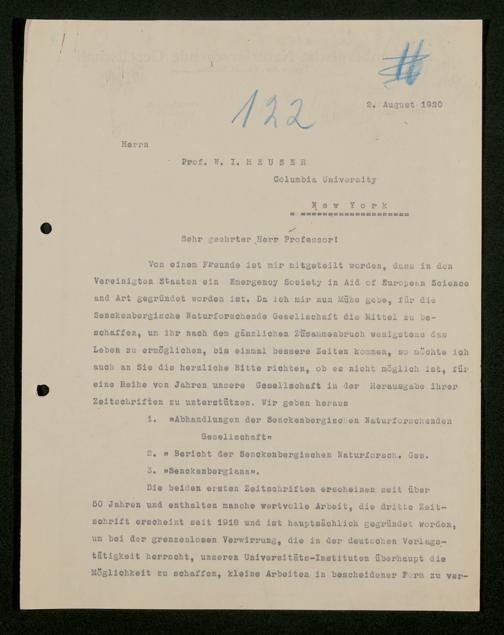 122
2. August 1920
Herrn
Prof. W. I. HEUSER
Columbia University
New York
Sehr geehrter Herr Professor!
Von einem Freunde ist mir mitgeteilt worden, dass in den
Vereinigten Staaten ein Emergency Society in Aid of European Science
and Art gegründet worden ist. Da ich mir nun Mühe gebe, für die
Senckenbergische Naturforschende Gesellschaft die Mittel zu be-
schaffen, um ihr nach dem gänzlichen Zusammenbruch wenigstens das
Leben zu ermöglichen, bis einmal bessere Zeiten kommen, so möchte ich
auch an Sie die herzliche Bitte richten, ob es nicht möglich ist, für
eine Reihe von Jahren unsere Gesellschaft in der Herausgabe ihrer
Zeitschriften zu unterstützen. Wir geben heraus
1. »Abhandlungen der Senckenbergischen Naturforschenden
Gesellschaft«
2. » Bericht der Senckenbergischen Naturforsch. Ges.
3. »Senckenbergiana«.
Die beiden ersten Zeitschriften erscheinen seit über
50 Jahren und enthalten manche wertvolle Arbeit, die dritte Zeit-
schrift erscheint seit 1918 und ist hauptsächlich gegründet worden,
um bei der grenzenlosen Verwirrung, die in der deutschen Verlags-
tätigkeit herrscht, unseren Universitäts-Instituten überhaupt die
Möglichkeit zu schaffen, kleine Arbeiten in bescheidener Form zu ver-